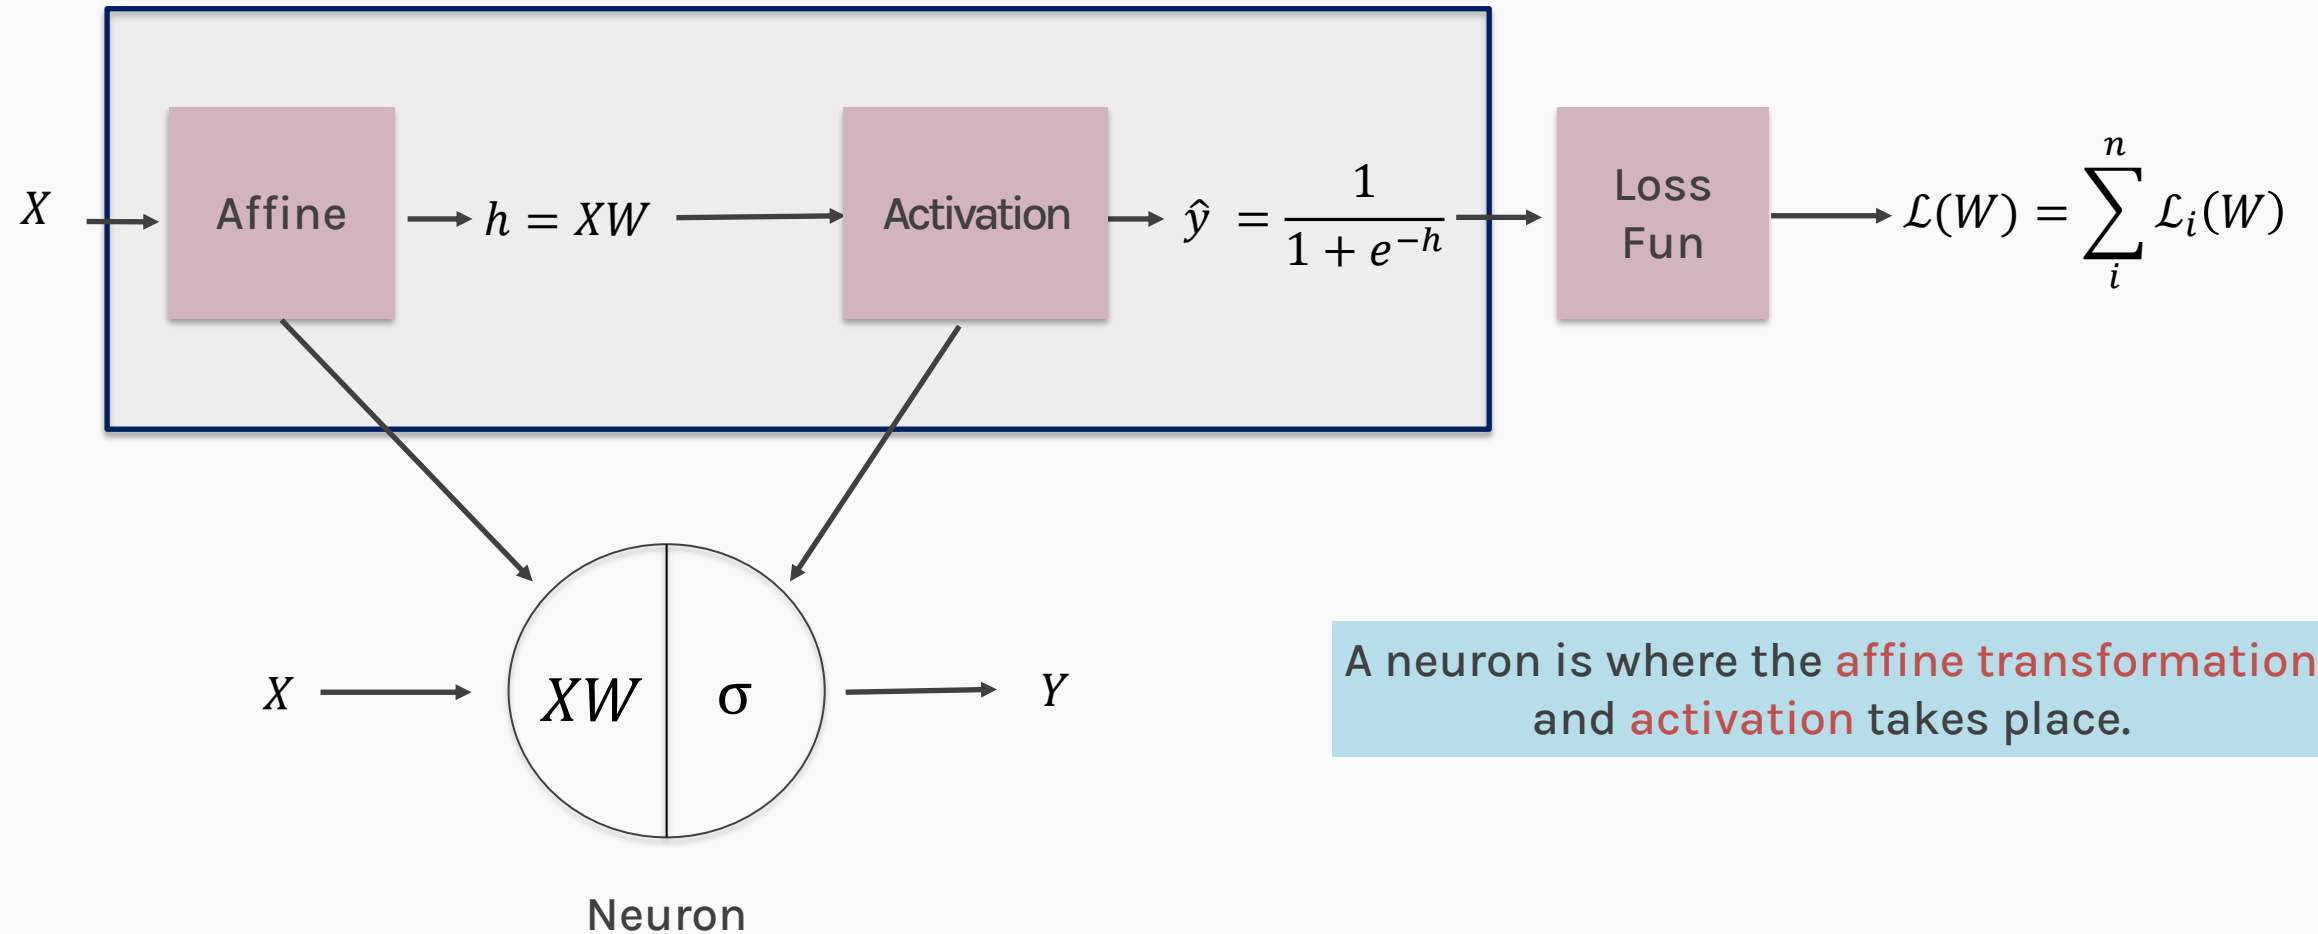 X
Affine
h = XW
Activation
ŷ = 1 / (1 + e^{-h})
Loss
Fun
ℒ(W) = ∑_i^n ℒ_i(W)
X
XW
σ
Y
A neuron is where the affine transformation
and activation takes place.
Neuron